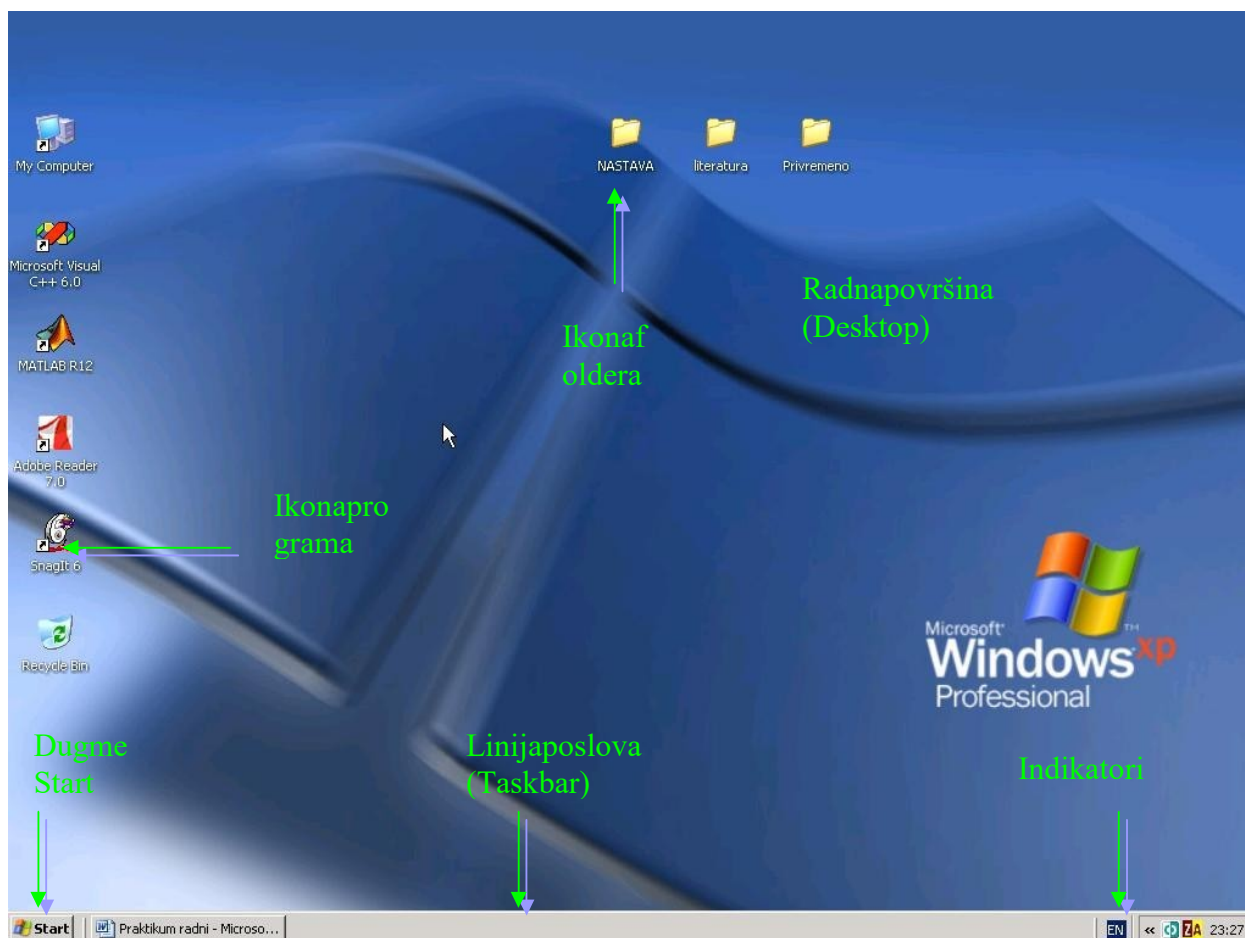 My Computer
NASTAVA
literatura
Privremeno
Microsoft Visual
C++ 6.0
Radnapovršina
(Desktop)
Ikonaf
oldera
MATLAB R12
Adobe Reader
7.0
Ikonapro
grama
SnagIt 6
Microsoft
Windows xp
TM
Professional
Recycle Bin
Dugme
Start
Linijaposlova
(Taskbar)
Indikatori
Start
Praktikum radni - Microso...
EN
«
ZA
23:27